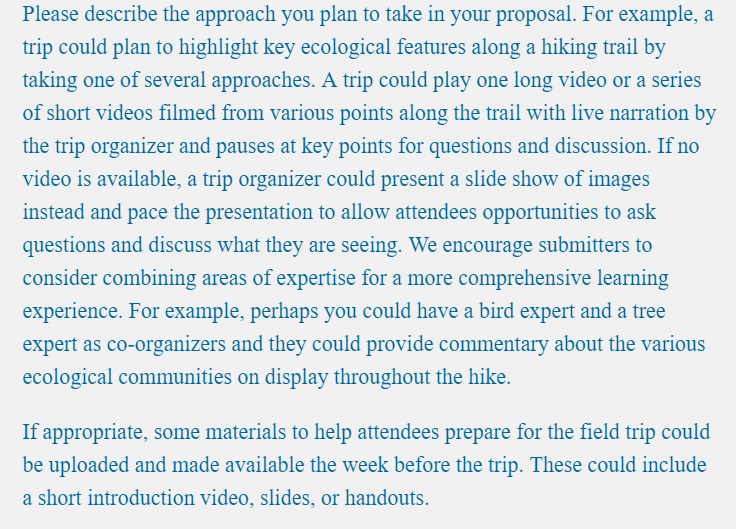 Please describe the approach you plan to take in your proposal. For example, a
trip could plan to highlight key ecological features along a hiking trail by
taking one of several approaches. A trip could play one long video or a series
of short videos filmed from various points along the trail with live narration by
the trip organizer and pauses at key points for questions and discussion. If no
video is available, a trip organizer could present a slide show of images
instead and pace the presentation to allow attendees opportunities to ask
questions and discuss what they are seeing. We encourage submitters to
consider combining areas of expertise for a more comprehensive learning
experience. For example, perhaps you could have a bird expert and a tree
expert as co-organizers and they could provide commentary about the various
ecological communities on display throughout the hike.
If appropriate, some materials to help attendees prepare for the field trip could
be uploaded and made available the week before the trip. These could include
a short introduction video, slides, or handouts.